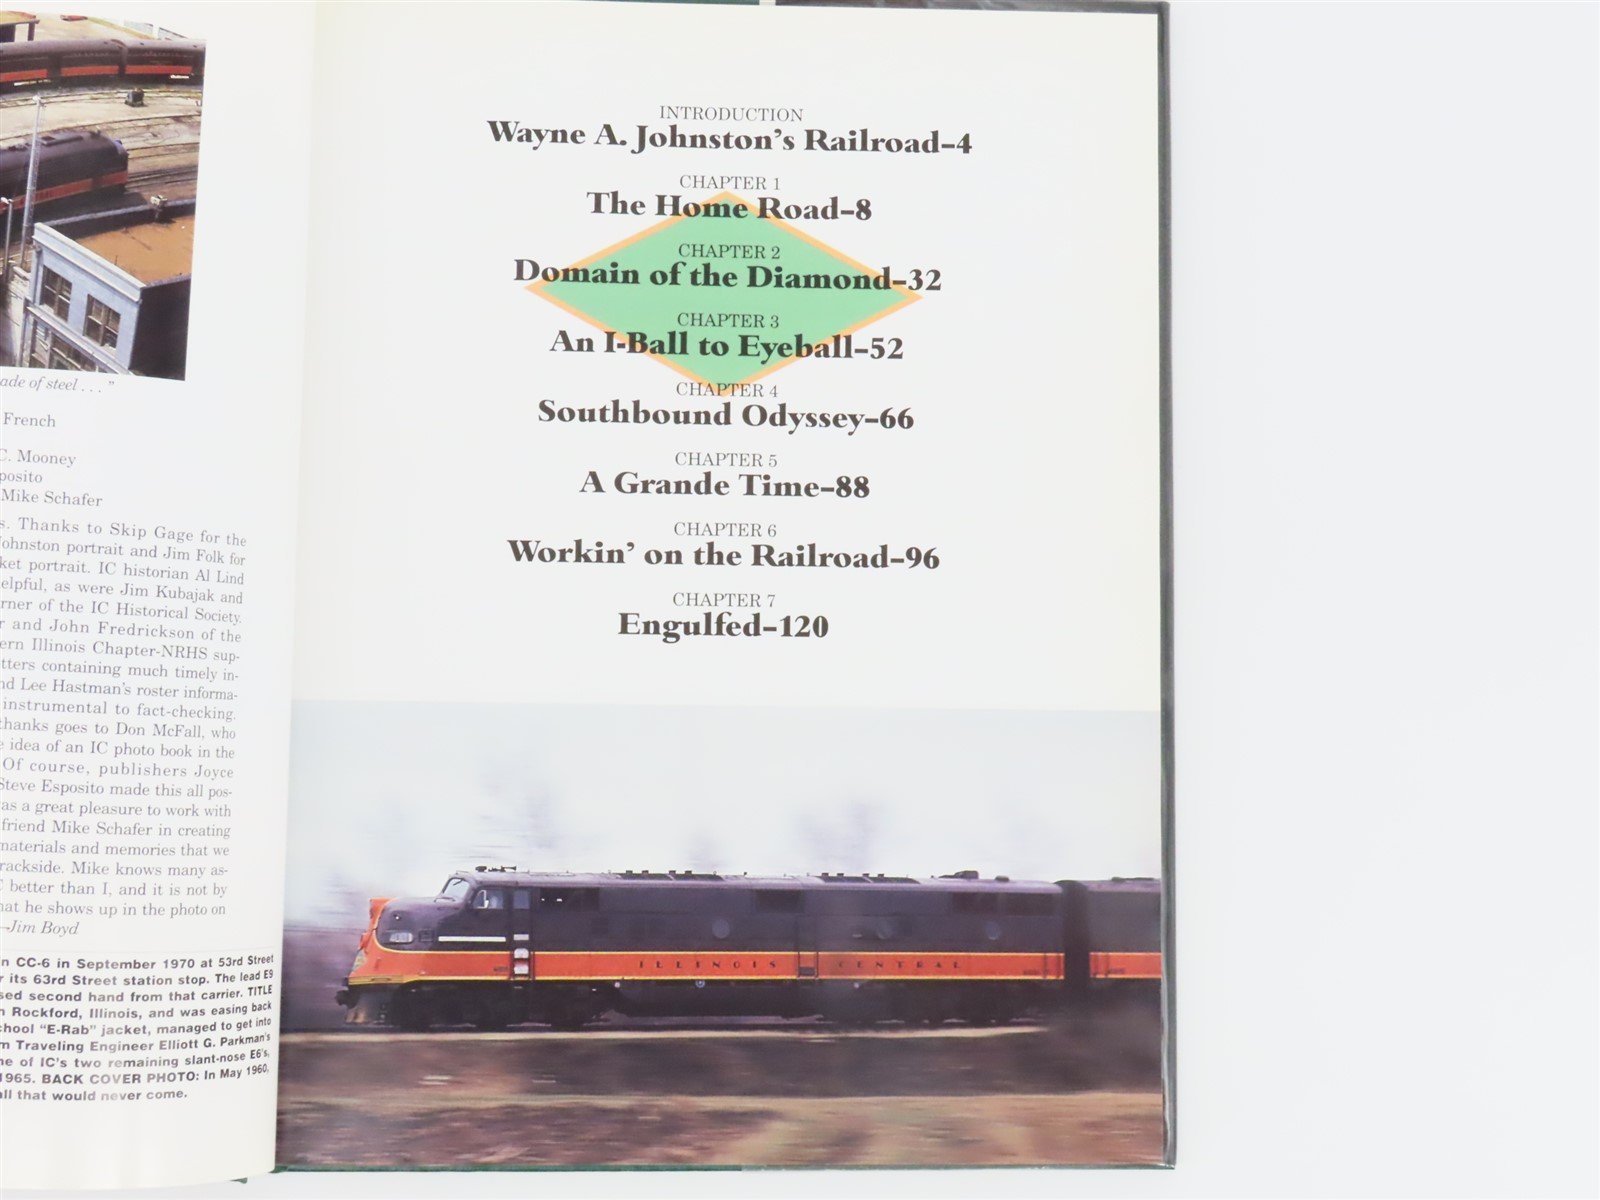 ade of steel . . ."
French
C. Mooney
posito
Mike Schafer
s. Thanks to Skip Gage for the
ohnston portrait and Jim Folk for
ket portrait. IC historian Al Lind
elpful, as were Jim Kubajak and
rner of the IC Historical Society.
r and John Fredrickson of the
ern Illinois Chapter-NRHS sup-
tters containing much timely in-
nd Lee Hastman's roster informa-
instrumental to fact-checking.
thanks goes to Don McFall, who
e idea of an IC photo book in the
Of course, publishers Joyce
Steve Esposito made this all pos-
as a great pleasure to work with
friend Mike Schafer in creating
materials and memories that we
rackside. Mike knows many as-
C better than I, and it is not by
hat he shows up in the photo on
—Jim Boyd
n CC-6 in September 1970 at 53rd Street
r its 63rd Street station stop. The lead E9
sed second hand from that carrier. TITLE
n Rockford, Illinois, and was easing back
chool "E-Rab" jacket, managed to get into
m Traveling Engineer Elliott G. Parkman's
ne of IC's two remaining slant-nose E6's,
1965. BACK COVER PHOTO: In May 1960,
all that would never come.
INTRODUCTION
Wayne A. Johnston's Railroad–4
CHAPTER 1
The Home Road–8
CHAPTER 2
Domain of the Diamond–32
CHAPTER 3
An I-Ball to Eyeball–52
CHAPTER 4
Southbound Odyssey–66
CHAPTER 5
A Grande Time–88
CHAPTER 6
Workin' on the Railroad–96
CHAPTER 7
Engulfed–120
ILLINOIS CENTRAL